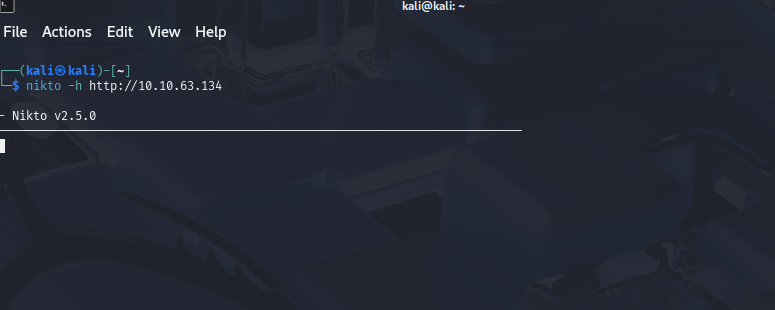 kali@kali: ~
File Actions Edit View Help
┌──(kali㉿kali)-[~]
└─$ nikto -h http://10.10.63.134
- Nikto v2.5.0